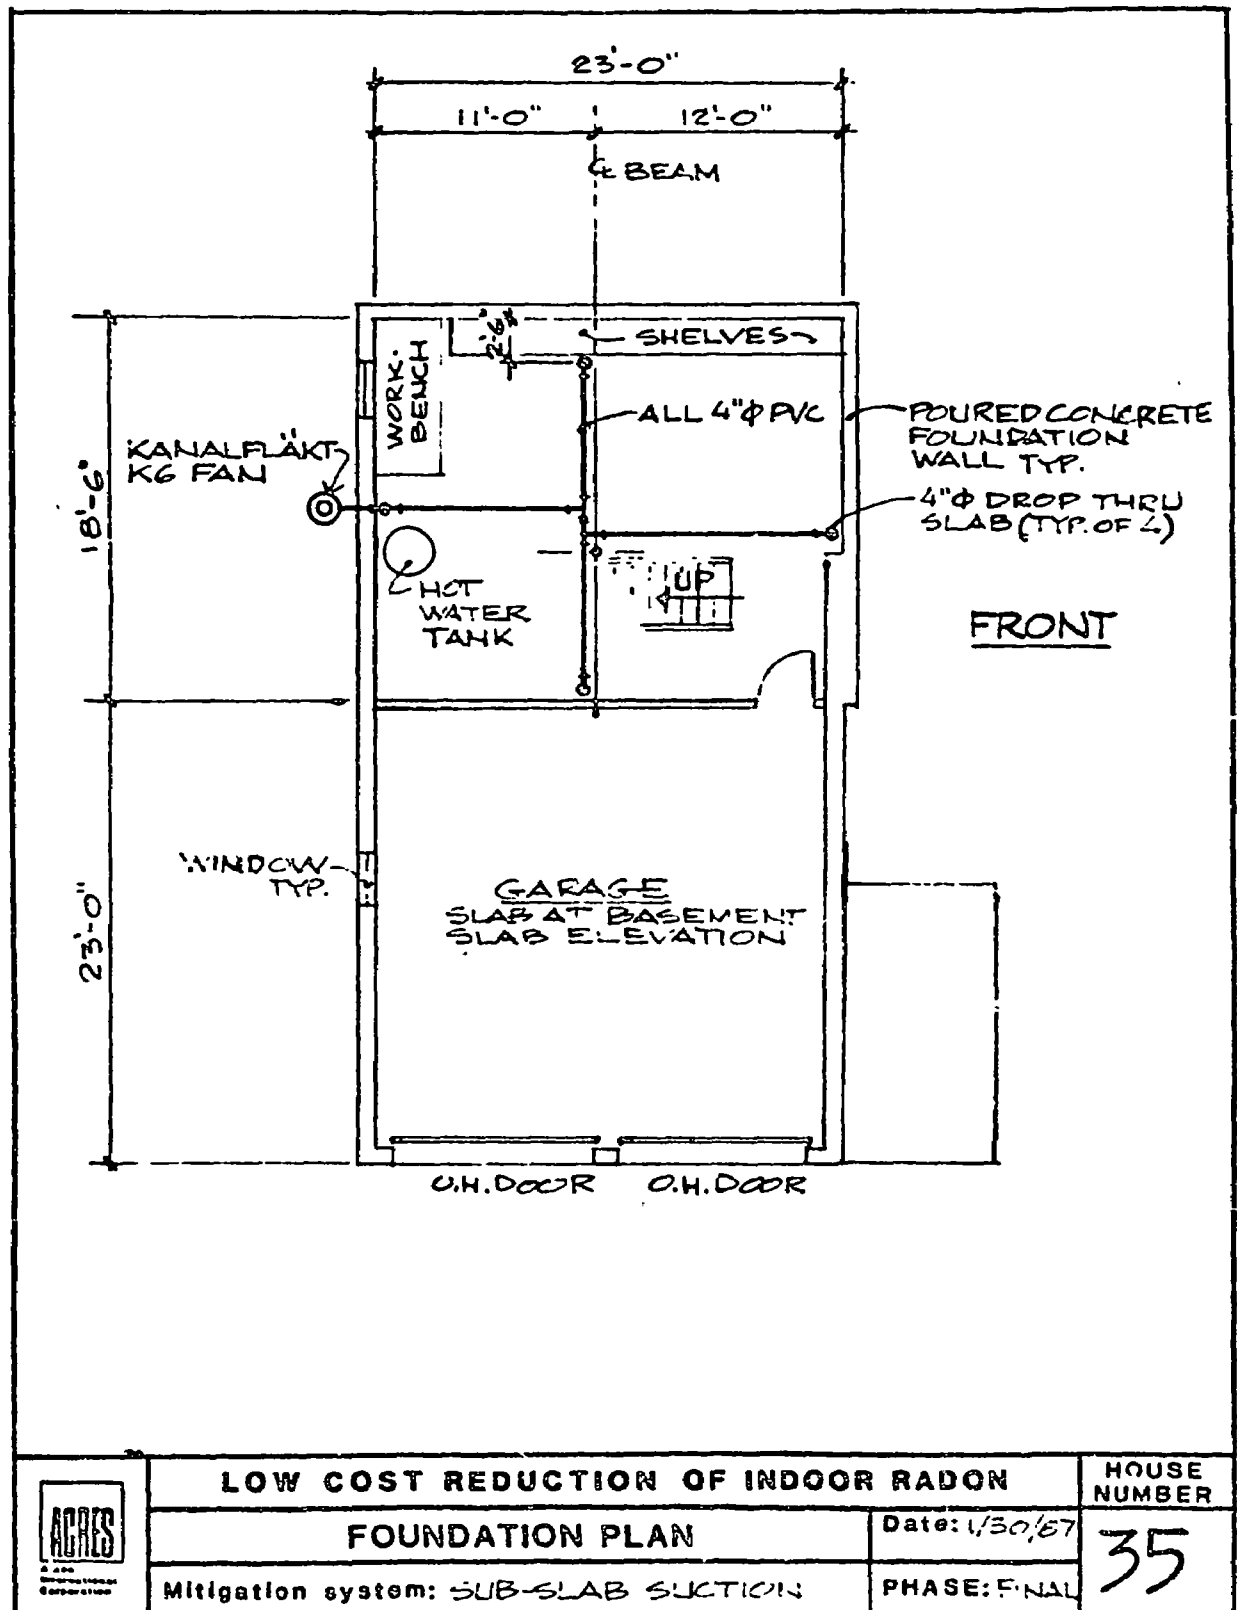 23'-0"
11'-0"
12'-0"
℄ BEAM
2'-6"
SHELVES
WORK-
BENCH
ALL 4"Φ PVC
POURED CONCRETE
FOUNDATION
WALL TYP.
KANALFLÄKT
K6 FAN
18'-6"
4"Φ DROP THRU
SLAB (TYP. OF 4)
UP
HOT
WATER
TANK
FRONT
WINDOW
TYP.
23'-0"
GARAGE
SLAB AT BASEMENT
SLAB ELEVATION
O.H. DOOR
O.H. DOOR
ACRES
International
Corporation
LOW COST REDUCTION OF INDOOR RADON
HOUSE
NUMBER
FOUNDATION PLAN
Date: 1/30/87
35
Mitigation system: SUB-SLAB SUCTION
PHASE: FINAL